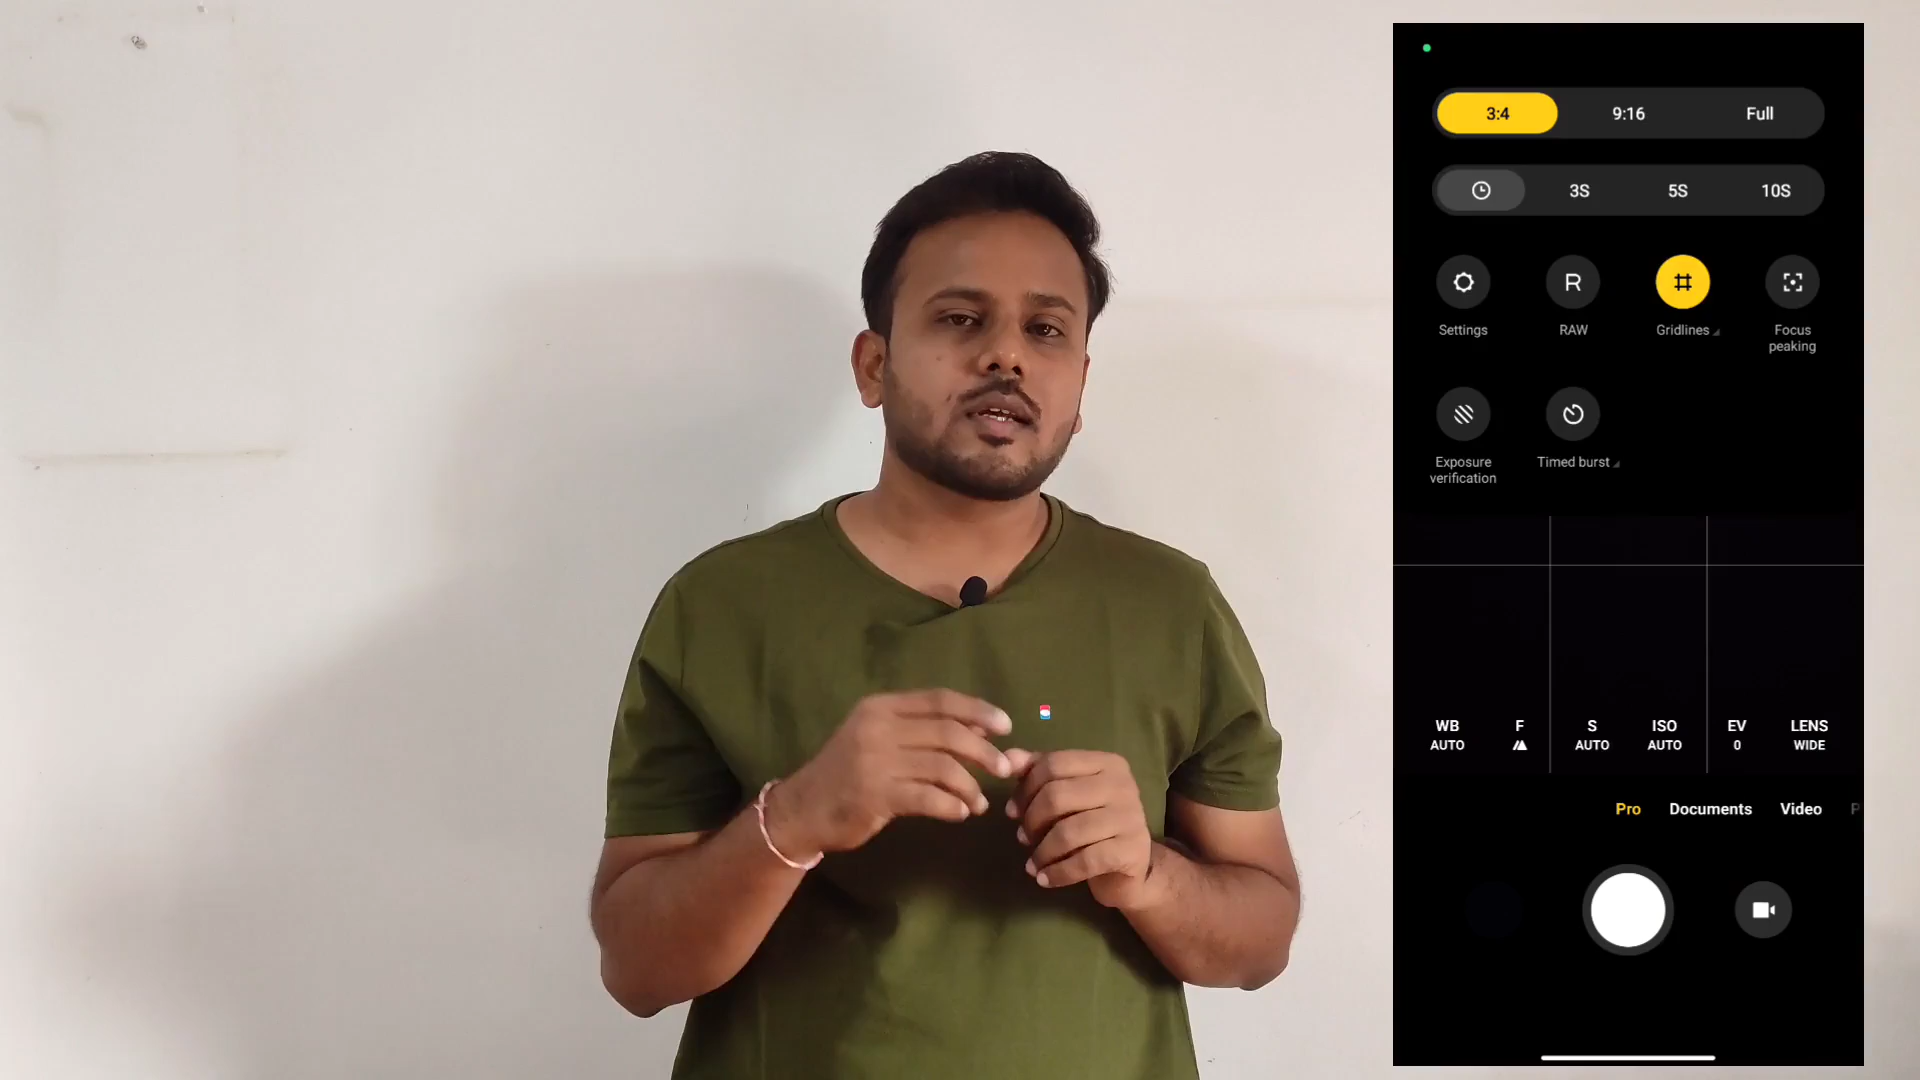 3:4 9:16 Full
3S 5S 10S
Settings RAW Gridlines Focus peaking
Exposure verification Timed burst
WB F S ISO EV LENS
AUTO AUTO AUTO 0 WIDE
Pro Documents Video P